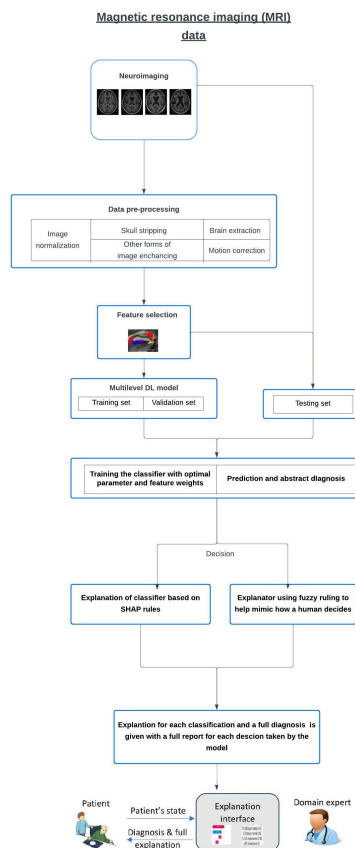 Magnetic resonance imaging (MRI)
data
Neuroimaging
Data pre-processing
Image
normalization
Skull stripping
Brain extraction
Other forms of
image enchancing
Motion correction
Feature selection
Multilevel DL model
Training set
Validation set
Testing set
Training the classifier with optimal
parameter and feature weights
Prediction and abstract diagnosis
Decision
Explanation of classifier based on
SHAP rules
Explanator using fuzzy ruling to
help mimic how a human decides
Explantion for each classification and a full diagnosis is
given with a full report for each descion taken by the
model
Patient
Patient's state
Diagnosis & full
explanation
Explanation
interface
Domain expert